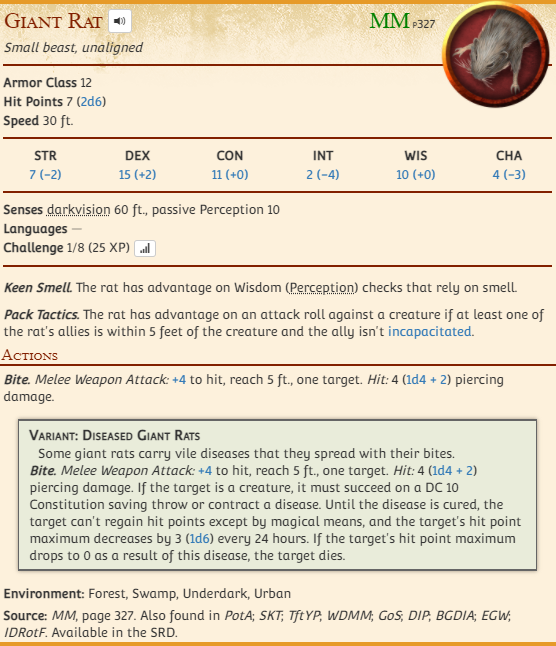 Giant Rat MM P327
Small beast, unaligned
Armor Class 12
Hit Points 7 (2d6)
Speed 30 ft.
STR DEX CON INT WIS CHA
7 (−2) 15 (+2) 11 (+0) 2 (−4) 10 (+0) 4 (−3)
Senses darkvision 60 ft., passive Perception 10
Languages —
Challenge 1/8 (25 XP)
Keen Smell. The rat has advantage on Wisdom (Perception) checks that rely on smell.
Pack Tactics. The rat has advantage on an attack roll against a creature if at least one of
the rat's allies is within 5 feet of the creature and the ally isn't incapacitated.
Actions
Bite. Melee Weapon Attack: +4 to hit, reach 5 ft., one target. Hit: 4 (1d4 + 2) piercing
damage.
Variant: Diseased Giant Rats
Some giant rats carry vile diseases that they spread with their bites.
Bite. Melee Weapon Attack: +4 to hit, reach 5 ft., one target. Hit: 4 (1d4 + 2)
piercing damage. If the target is a creature, it must succeed on a DC 10
Constitution saving throw or contract a disease. Until the disease is cured, the
target can't regain hit points except by magical means, and the target's hit point
maximum decreases by 3 (1d6) every 24 hours. If the target's hit point maximum
drops to 0 as a result of this disease, the target dies.
Environment: Forest, Swamp, Underdark, Urban
Source: MM, page 327. Also found in PotA; SKT; TftYP; WDMM; GoS; DIP; BGDIA; EGW;
IDRotF. Available in the SRD.